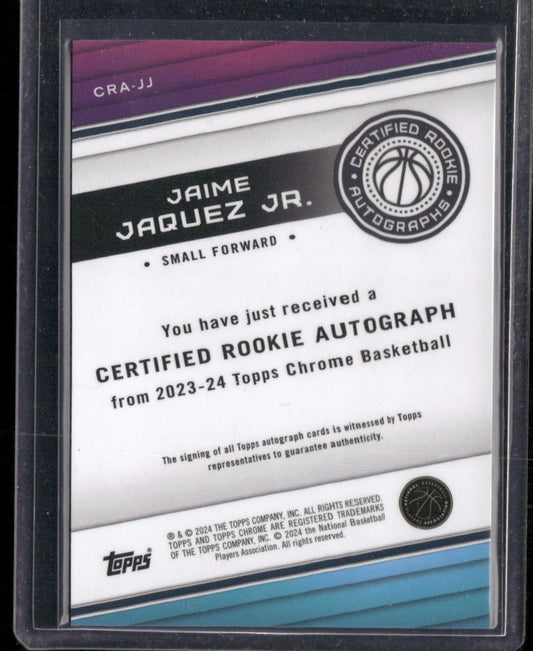 CRA-JJ
CERTIFIED ROOKIE
AUTOGRAPHS
JAIME
JAQUEZ JR.
• SMALL FORWARD •
You have just received a
CERTIFIED ROOKIE AUTOGRAPH
from 2023-24 Topps Chrome Basketball
The signing of all Topps autograph cards is witnessed by Topps
representatives to guarantee authenticity.
® & © 2024 THE TOPPS COMPANY, INC. ALL RIGHTS RESERVED.
TOPPS AND TOPPS CHROME ARE REGISTERED TRADEMARKS
OF THE TOPPS COMPANY, INC. © 2024 the National Basketball
Players Association. All rights reserved.
Topps®